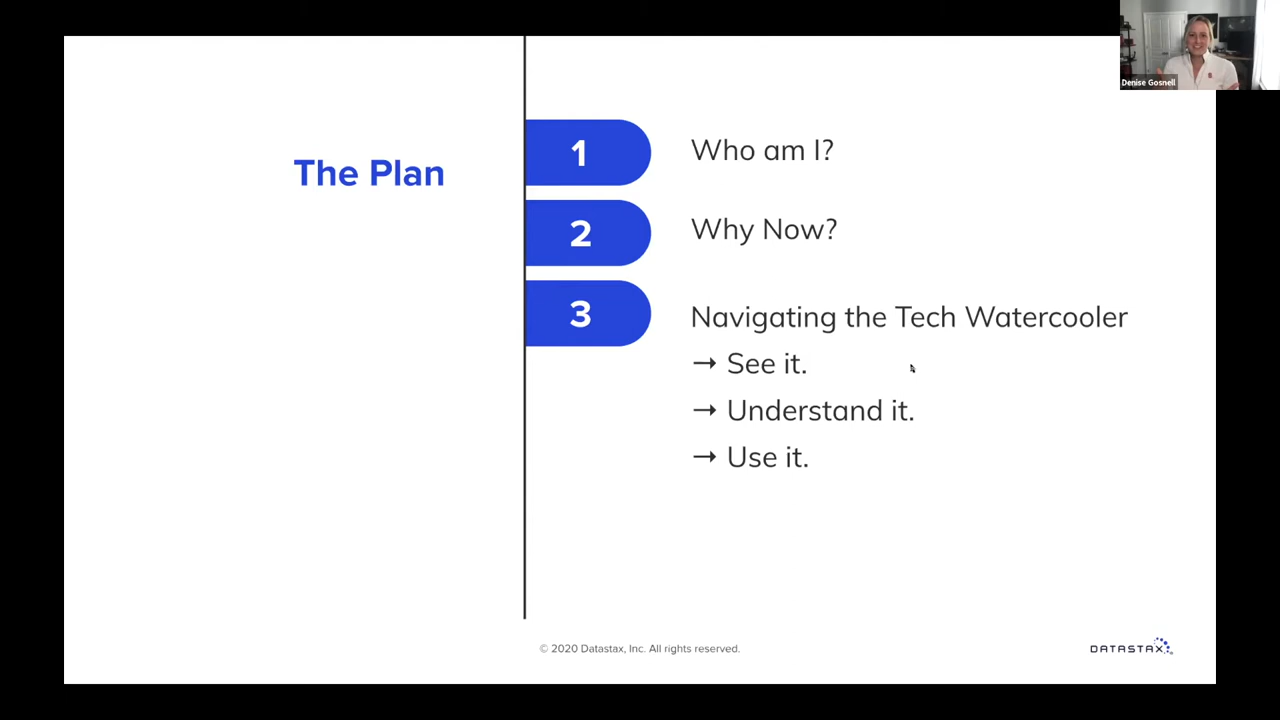 Denise Gosnell
The Plan
1
Who am I?
2
Why Now?
3
Navigating the Tech Watercooler
→ See it.
→ Understand it.
→ Use it.
© 2020 Datastax, Inc. All rights reserved.
DATASTAX